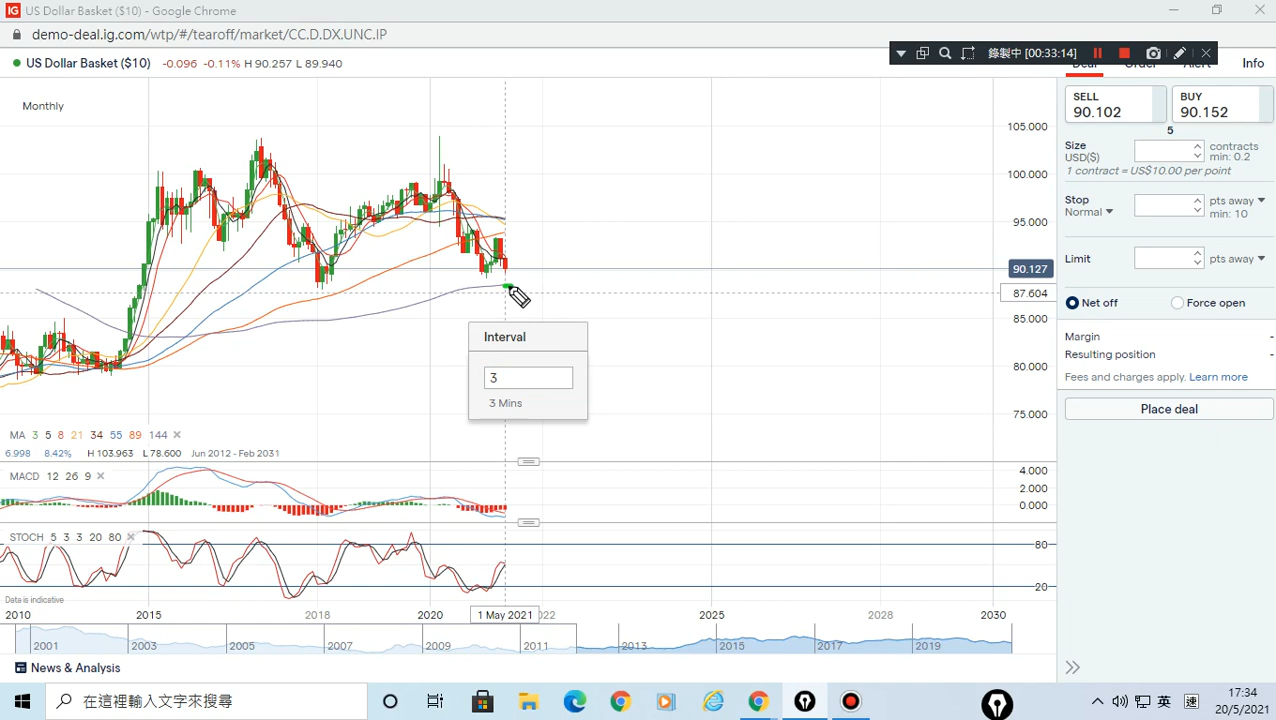 IG US Dollar Basket ($10) - Google Chrome
demo-deal.ig.com/wtp/#/tearoff/market/CC.D.DX.UNC.IP
錄製中 [00:33:14]
US Dollar Basket ($10) -0.096 -0.11% H 90.257 L 89.940
Deal Order Alert Info
Monthly
SELL
90.102
BUY
90.152
5
Size
USD($)
contracts
min: 0.2
1 contract = US$10.00 per point
Stop
Normal
pts away
min: 10
Limit
pts away
Net off
Force open
Margin -
Resulting position -
Fees and charges apply. Learn more
Place deal
105.000
100.000
95.000
90.127
87.604
85.000
80.000
75.000
Interval
3
3 Mins
MA 3 5 8 21 34 55 89 144
6.998 8.42% H 103.963 L 78.600 Jun 2012 - Feb 2031
MACD 12 26 9
4.000
2.000
0.000
STOCH 5 3 3 20 80
80
20
Data is indicative
2010 2015 2018 2020 1 May 2021 022 2025 2028 2030
2001 2003 2005 2007 2009 2011 2013 2015 2017 2019
News & Analysis
在這裡輸入文字來搜尋
英
17:34
20/5/2021